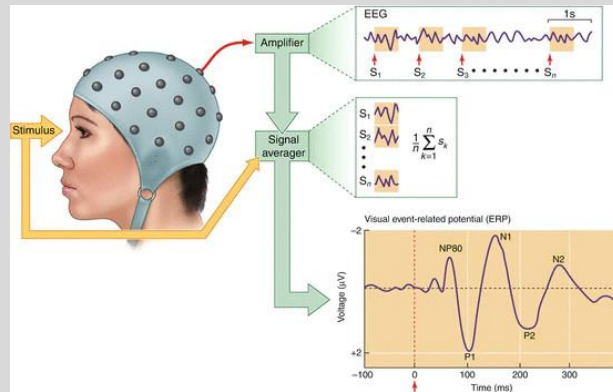 EEG
1s
Amplifier
S1 S2 S3 Sn
Stimulus
Signal
averager
S1
S2
Sn
1/n n∑k=1 sk
Visual event-related potential (ERP)
-2
+2
Voltage (μV)
NP80
N1
N2
P1
P2
-100 0 100 200 300
Time (ms)